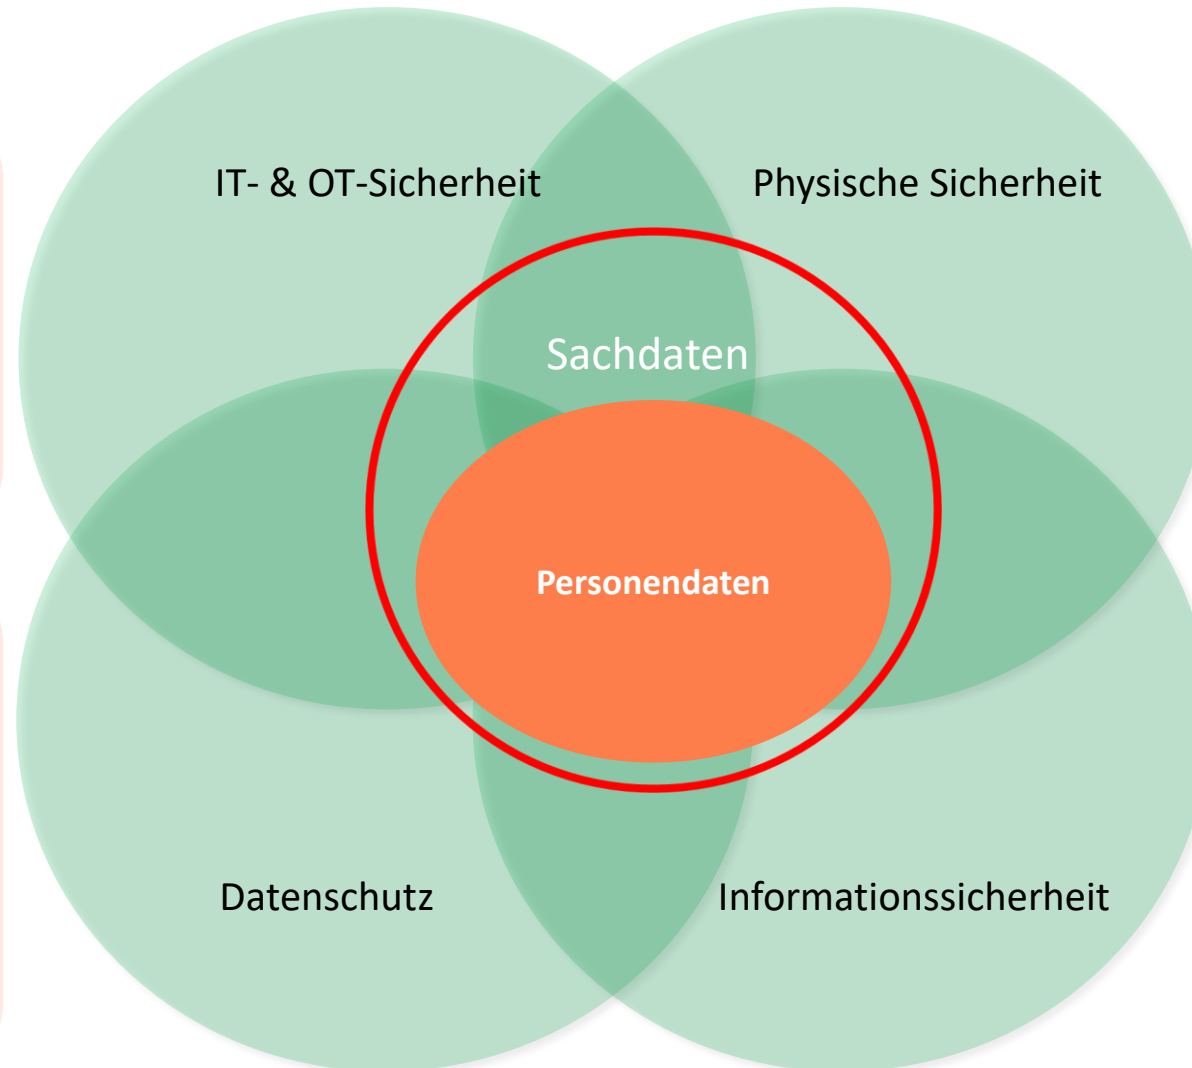 IT- & OT-Sicherheit
Physische Sicherheit
Sachdaten
Personendaten
Datenschutz
Informationssicherheit